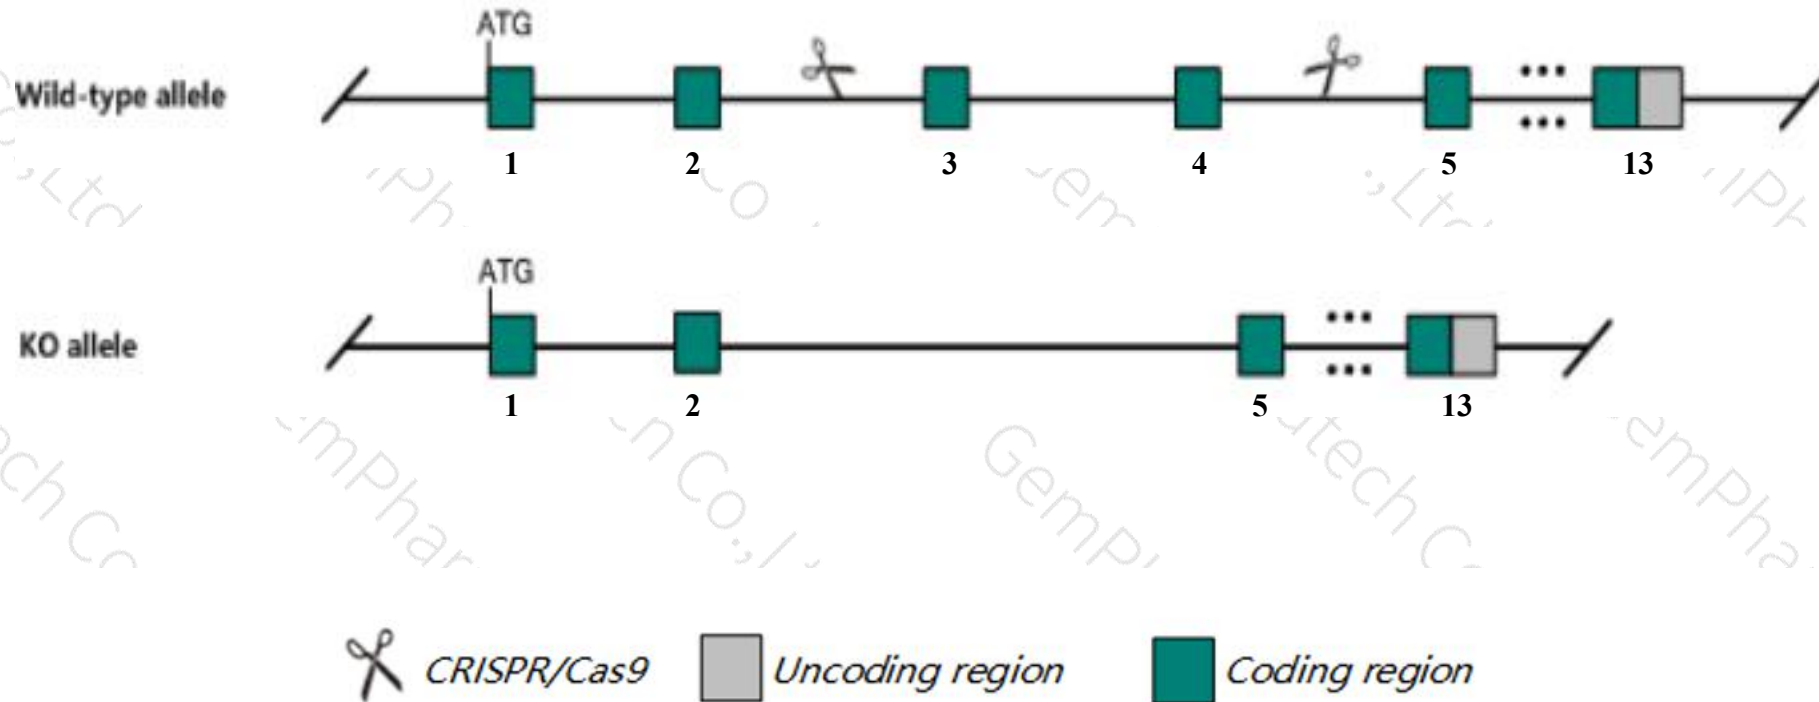 ATG
Wild-type allele
1 2 3 4 5 13
ATG
KO allele
1 2 5 13
CRISPR/Cas9 Uncoding region Coding region
GemPl